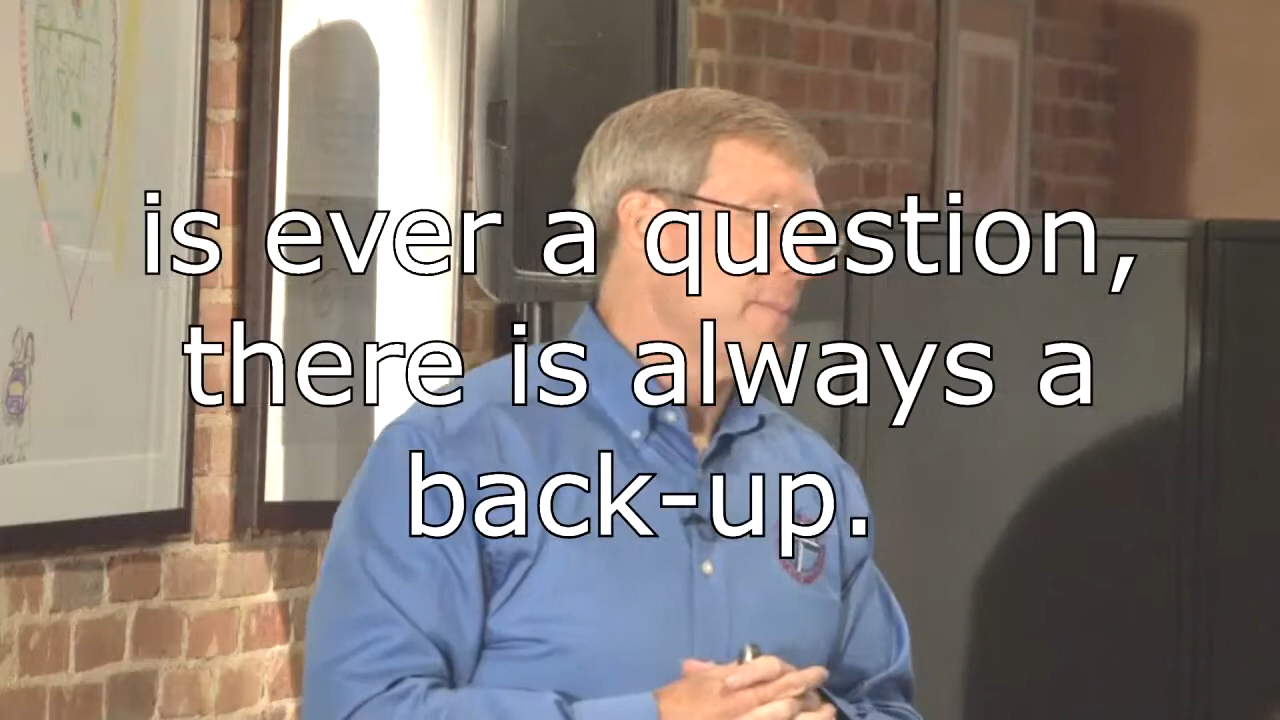 is ever a question,
there is always a
back-up.